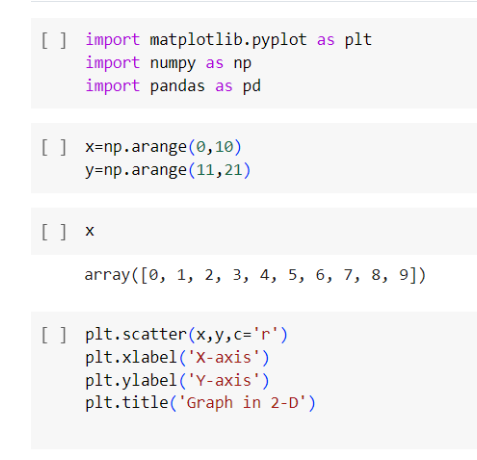 [ ] import matplotlib.pyplot as plt
import numpy as np
import pandas as pd
[ ] x=np.arange(0,10)
y=np.arange(11,21)
[ ] x
array([0, 1, 2, 3, 4, 5, 6, 7, 8, 9])
[ ] plt.scatter(x,y,c='r')
plt.xlabel('X-axis')
plt.ylabel('Y-axis')
plt.title('Graph in 2-D')